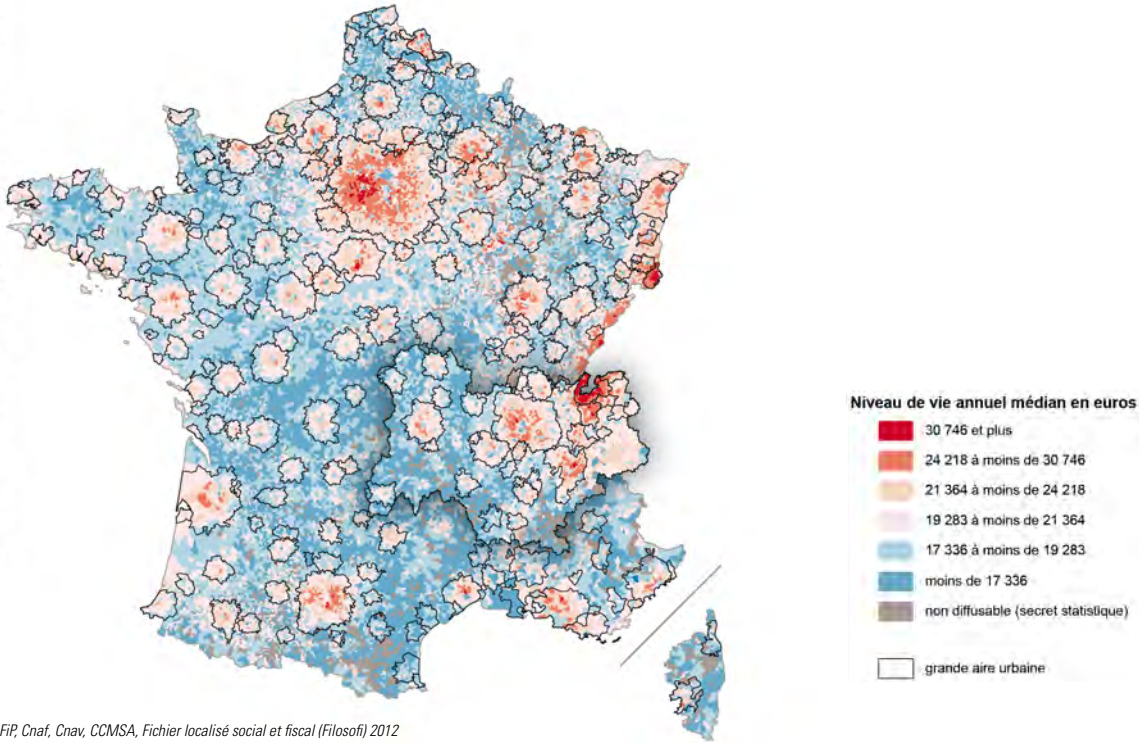 Niveau de vie annuel médian en euros
30 746 et plus
24 218 à moins de 30 746
21 364 à moins de 24 218
19 283 à moins de 21 364
17 336 à moins de 19 283
moins de 17 336
non diffusable (secret statistique)
grande aire urbaine
FiP, Cnaf, Cnav, CCMSA, Fichier localisé social et fiscal (Filosofi) 2012